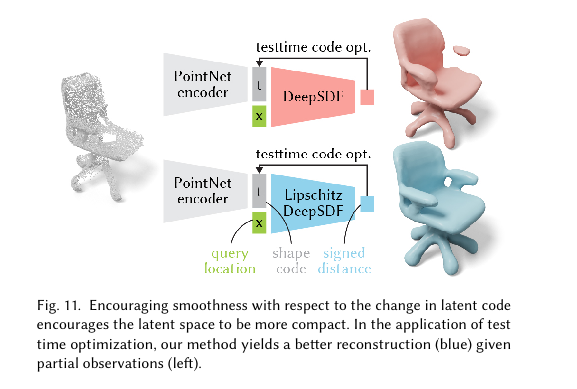 testtime code opt.
PointNet
encoder
t
DeepSDF
x
testtime code opt.
PointNet
encoder
t
Lipschitz
DeepSDF
x
query
location
shape
code
signed
distance
Fig. 11. Encouraging smoothness with respect to the change in latent code
encourages the latent space to be more compact. In the application of test
time optimization, our method yields a better reconstruction (blue) given
partial observations (left).